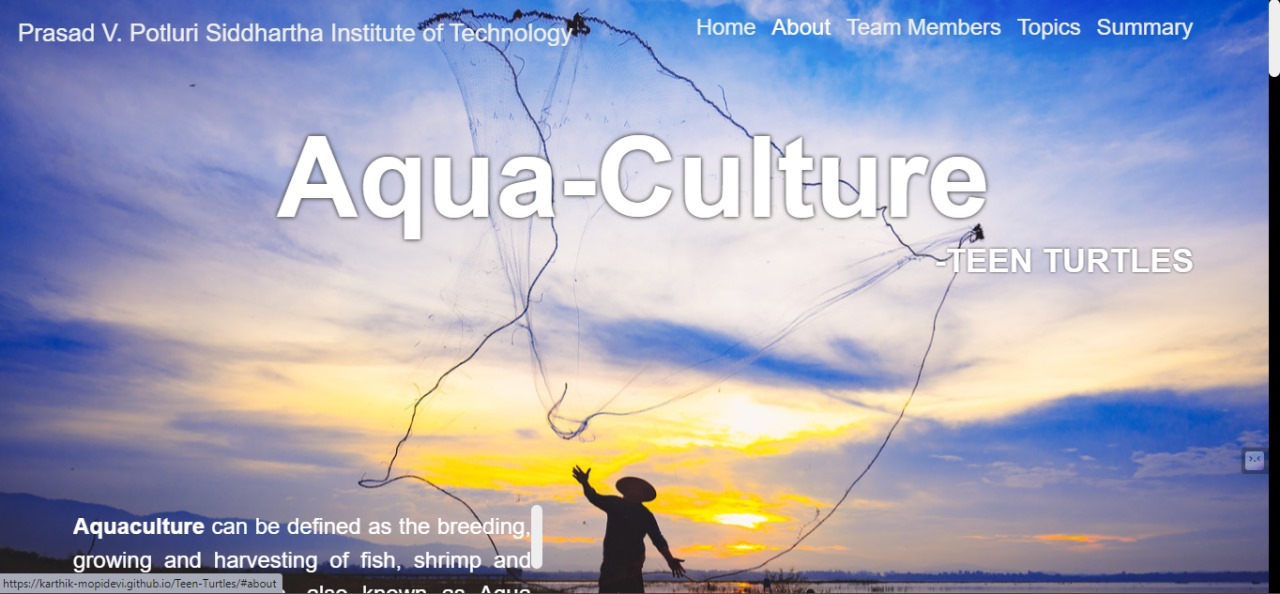 Prasad V. Potluri Siddhartha Institute of Technology
Home About Team Members Topics Summary
Aqua-Culture
-TEEN TURTLES
Aquaculture can be defined as the breeding,
growing and harvesting of fish, shrimp and
also known as Aqua
https://karthik-mopidevi.github.io/Teen-Turtles/#about